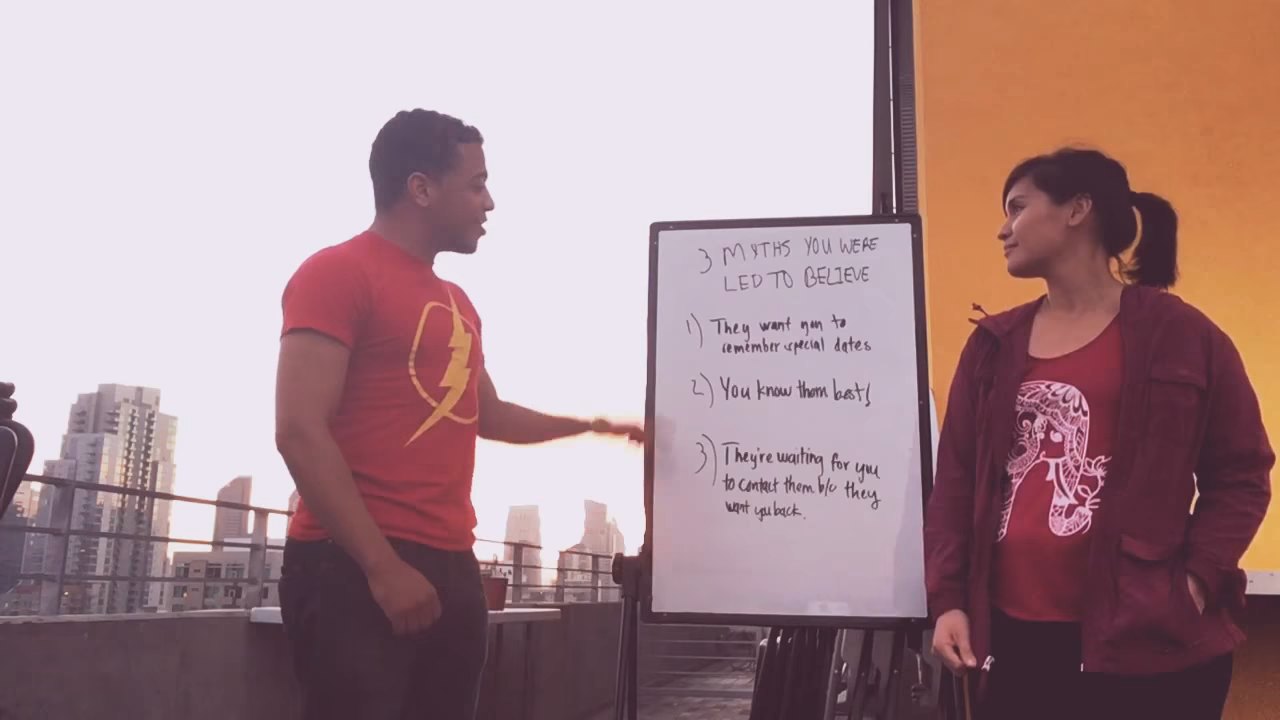 3 MYTHS YOU WERE
LED TO BELIEVE
1) They want you to
remember special dates
2) You know them best!
3) They're waiting for you
to contact them b/c they
want you back.